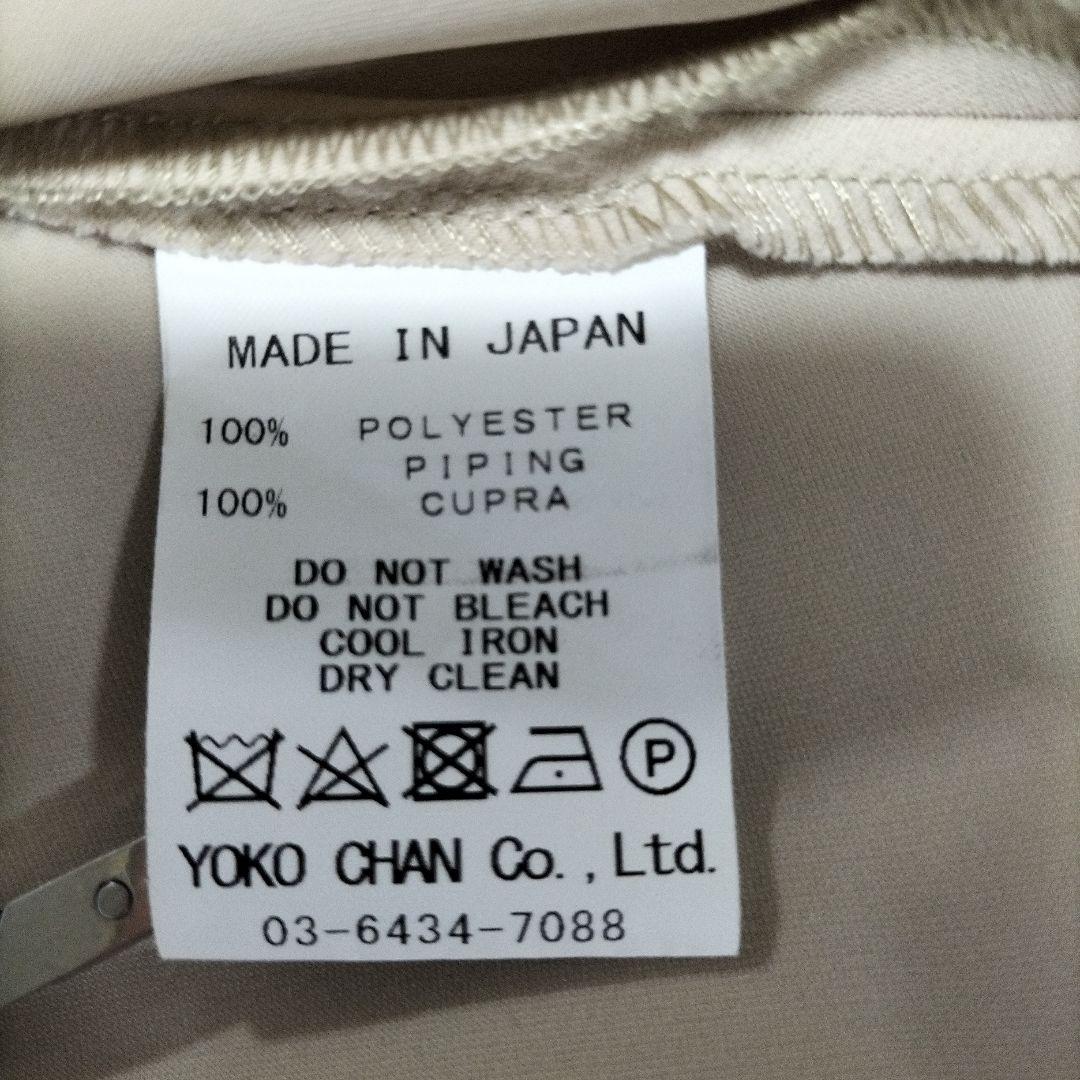 MADE IN JAPAN
100% POLYESTER
PIPING
100% CUPRA
DO NOT WASH
DO NOT BLEACH
COOL IRON
DRY CLEAN
P
YOKO CHAN Co.,Ltd.
03-6434-7088